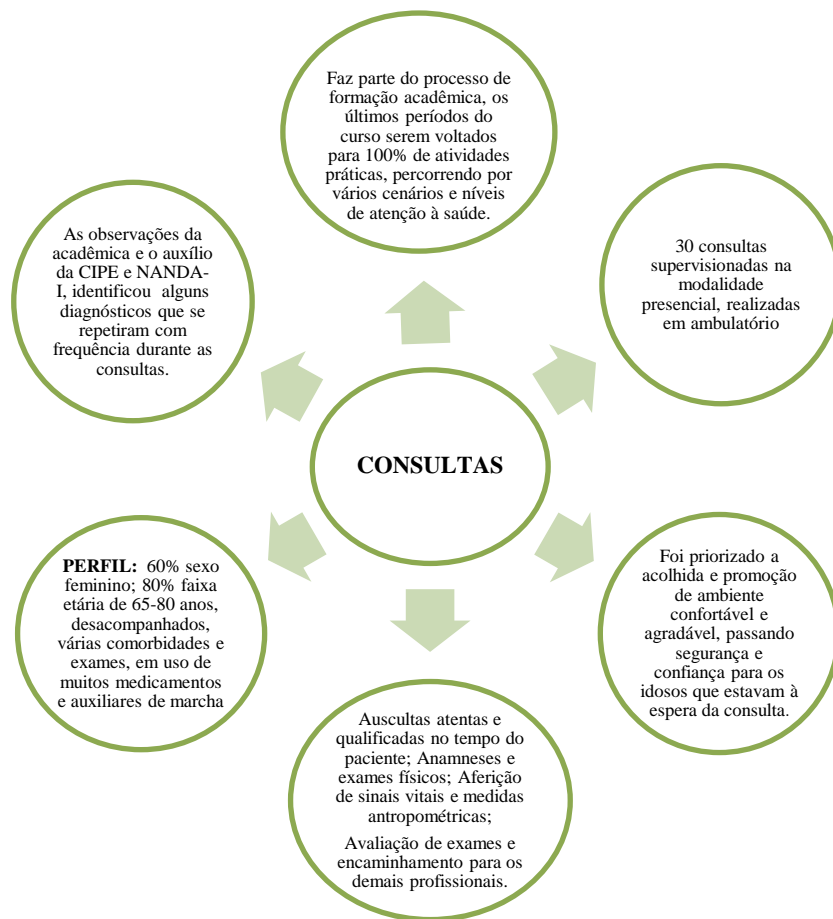 Faz parte do processo de
formação acadêmica, os
últimos períodos do
curso serem voltados
para 100% de atividades
práticas, percorrendo por
vários cenários e níveis
de atenção à saúde.
As observações da
acadêmica e o auxílio
da CIPE e NANDA-
I, identificou alguns
diagnósticos que se
repetiram com
frequência durante as
consultas.
30 consultas
supervisionadas na
modalidade
presencial, realizadas
em ambulatório
CONSULTAS
PERFIL: 60% sexo
feminino; 80% faixa
etária de 65-80 anos,
desacompanhados,
várias comorbidades e
exames, em uso de
muitos medicamentos
e auxiliares de marcha
Foi priorizado a
acolhida e promoção
de ambiente
confortável e
agradável, passando
segurança e
confiança para os
idosos que estavam à
espera da consulta.
Auscultas atentas e
qualificadas no tempo do
paciente; Anamneses e
exames físicos; Aferição
de sinais vitais e medidas
antropométricas;
Avaliação de exames e
encaminhamento para os
demais profissionais.